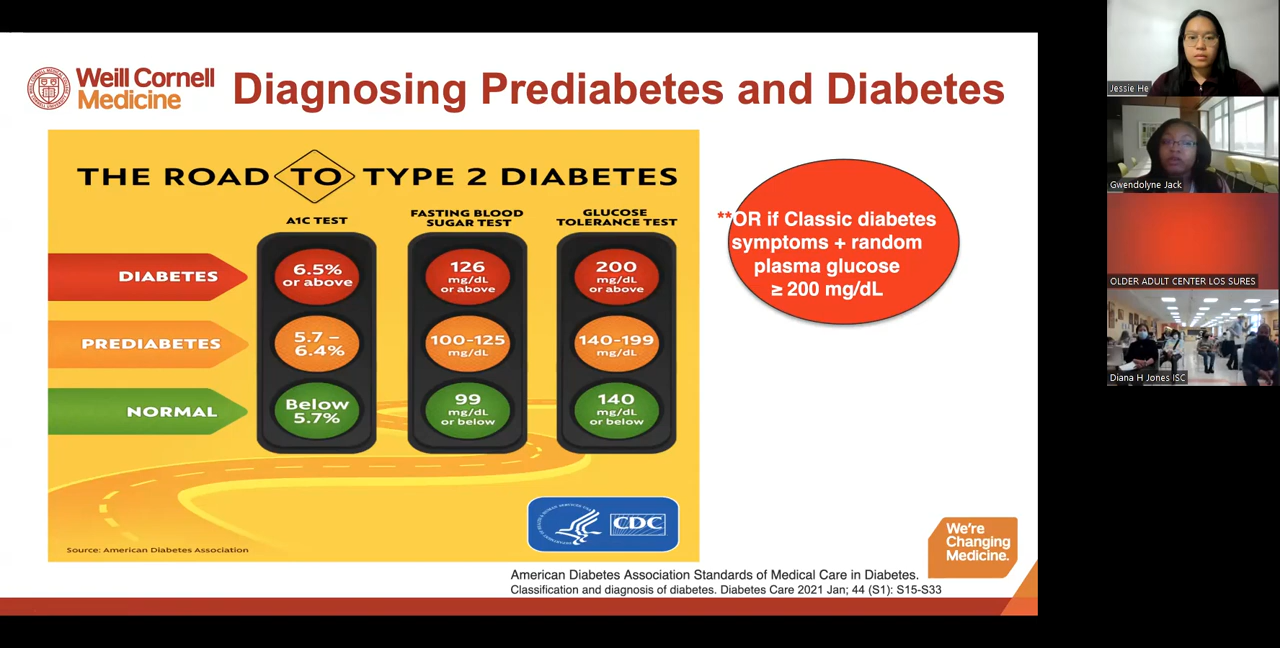 Weill Cornell
Medicine
Diagnosing Prediabetes and Diabetes
THE ROAD TO TYPE 2 DIABETES
A1C TEST
FASTING BLOOD
SUGAR TEST
GLUCOSE
TOLERANCE TEST
DIABETES
6.5%
or above
126
mg/dL
or above
200
mg/dL
or above
PREDIABETES
5.7 –
6.4%
100-125
mg/dL
140-199
mg/dL
NORMAL
Below
5.7%
99
mg/dL
or below
140
mg/dL
or below
CDC
Source: American Diabetes Association
**OR if Classic diabetes
symptoms + random
plasma glucose
≥ 200 mg/dL
We're
Changing
Medicine.
American Diabetes Association Standards of Medical Care in Diabetes.
Classification and diagnosis of diabetes. Diabetes Care 2021 Jan; 44 (S1): S15-S33
Jessie He
Gwendolyne Jack
OLDER ADULT CENTER LOS SURES
Diana H Jones ISC